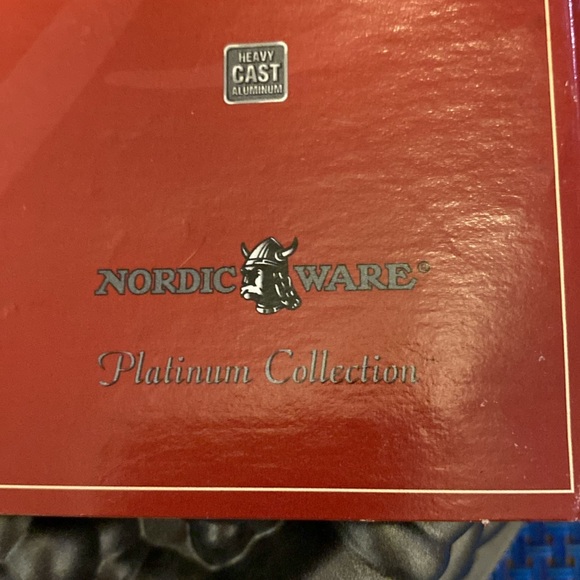 HEAVY
CAST
ALUMINUM
NORDIC WARE®
Platinum Collection